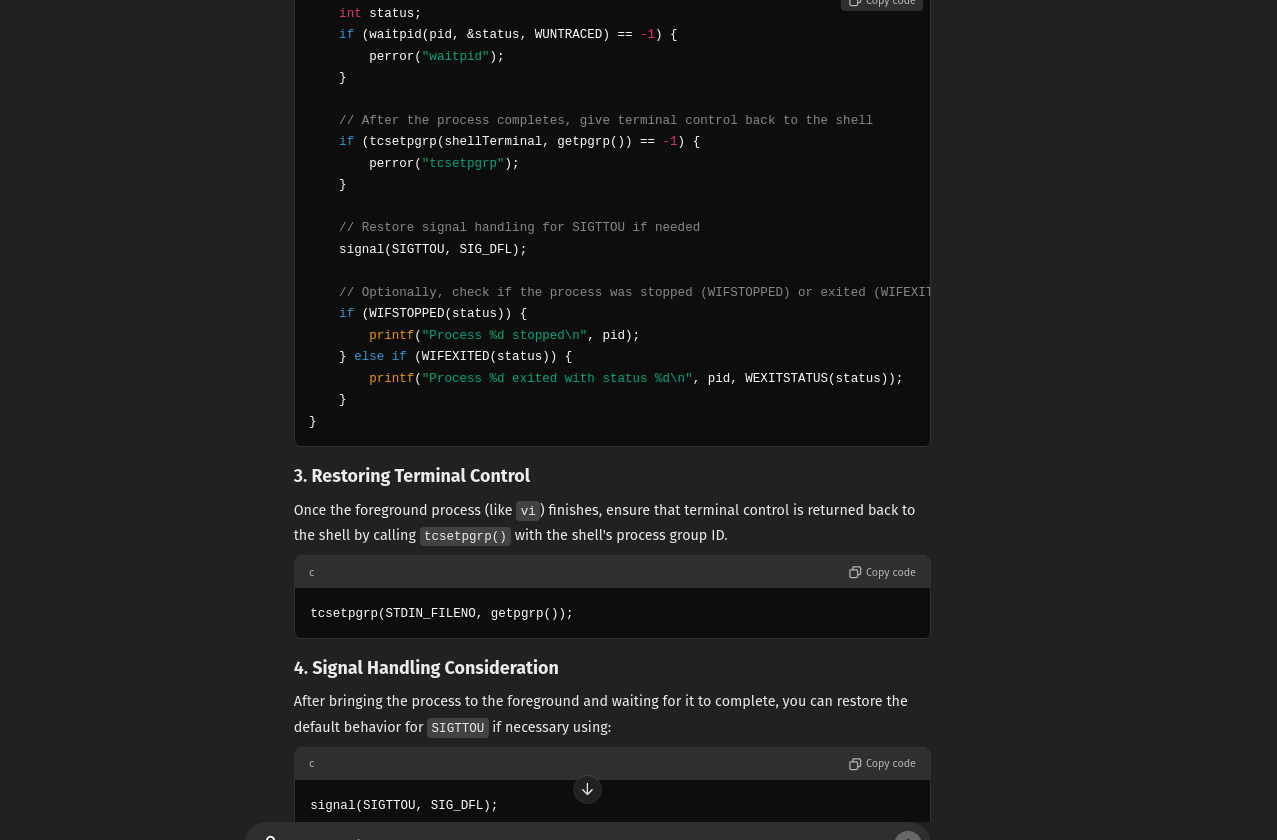 Copy code
int status;
if (waitpid(pid, &status, WUNTRACED) == -1) {
perror("waitpid");
}
// After the process completes, give terminal control back to the shell
if (tcsetpgrp(shellTerminal, getpgrp()) == -1) {
perror("tcsetpgrp");
}
// Restore signal handling for SIGTTOU if needed
signal(SIGTTOU, SIG_DFL);
// Optionally, check if the process was stopped (WIFSTOPPED) or exited (WIFEXIT
if (WIFSTOPPED(status)) {
printf("Process %d stopped\n", pid);
} else if (WIFEXITED(status)) {
printf("Process %d exited with status %d\n", pid, WEXITSTATUS(status));
}
}
3. Restoring Terminal Control
Once the foreground process (like vi) finishes, ensure that terminal control is returned back to
the shell by calling tcsetpgrp() with the shell's process group ID.
c Copy code
tcsetpgrp(STDIN_FILENO, getpgrp());
4. Signal Handling Consideration
After bringing the process to the foreground and waiting for it to complete, you can restore the
default behavior for SIGTTOU if necessary using:
c Copy code
signal(SIGTTOU, SIG_DFL);